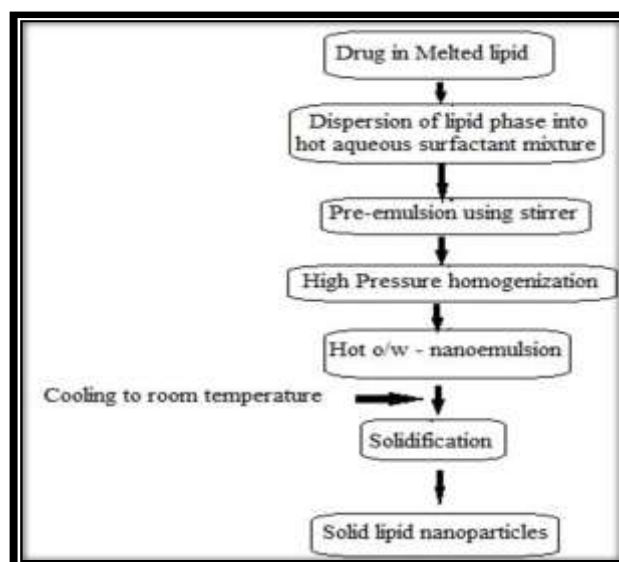 Drug in Melted lipid
Dispersion of lipid phase into
hot aqueous surfactant mixture
Pre-emulsion using stirrer
High Pressure homogenization
Hot o/w - nanoemulsion
Cooling to room temperature
Solidification
Solid lipid nanoparticles